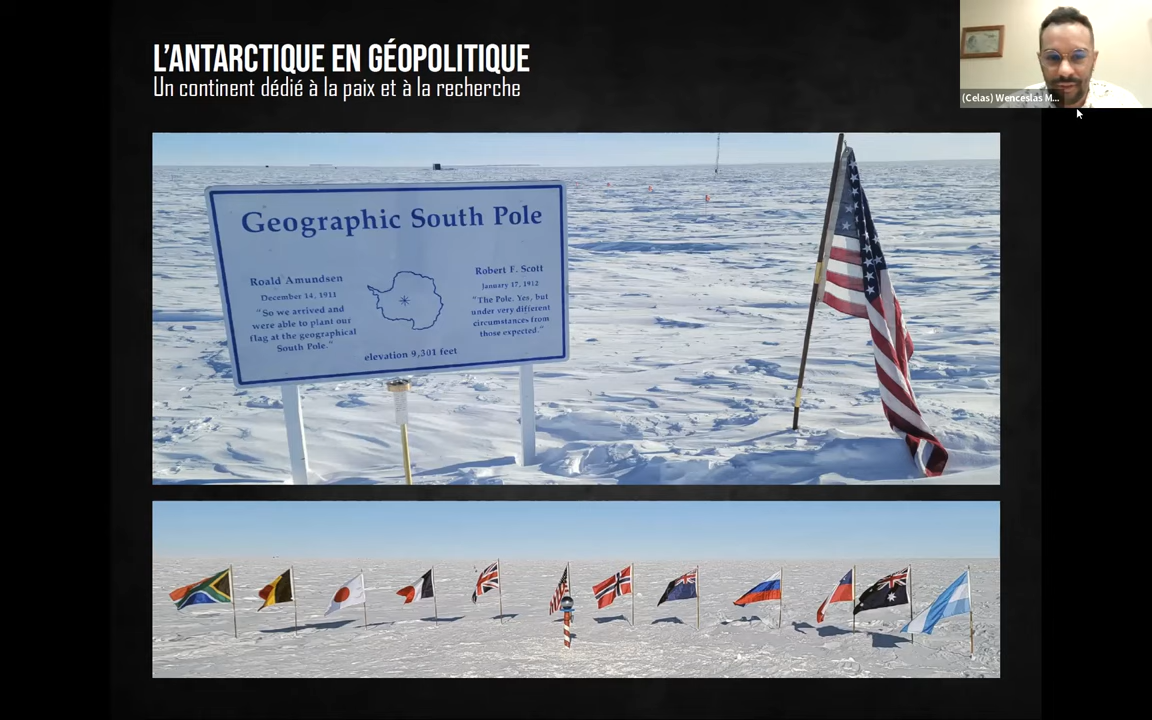 L'ANTARCTIQUE EN GÉOPOLITIQUE
Un continent dédié à la paix et à la recherche
(Celas) Wenceslas M...
Geographic South Pole
Roald Amundsen
December 14, 1911
"So we arrived and
were able to plant our
flag at the geographical
South Pole."
Robert F. Scott
January 17, 1912
"The Pole. Yes, but
under very different
circumstances from
those expected."
elevation 9,301 feet